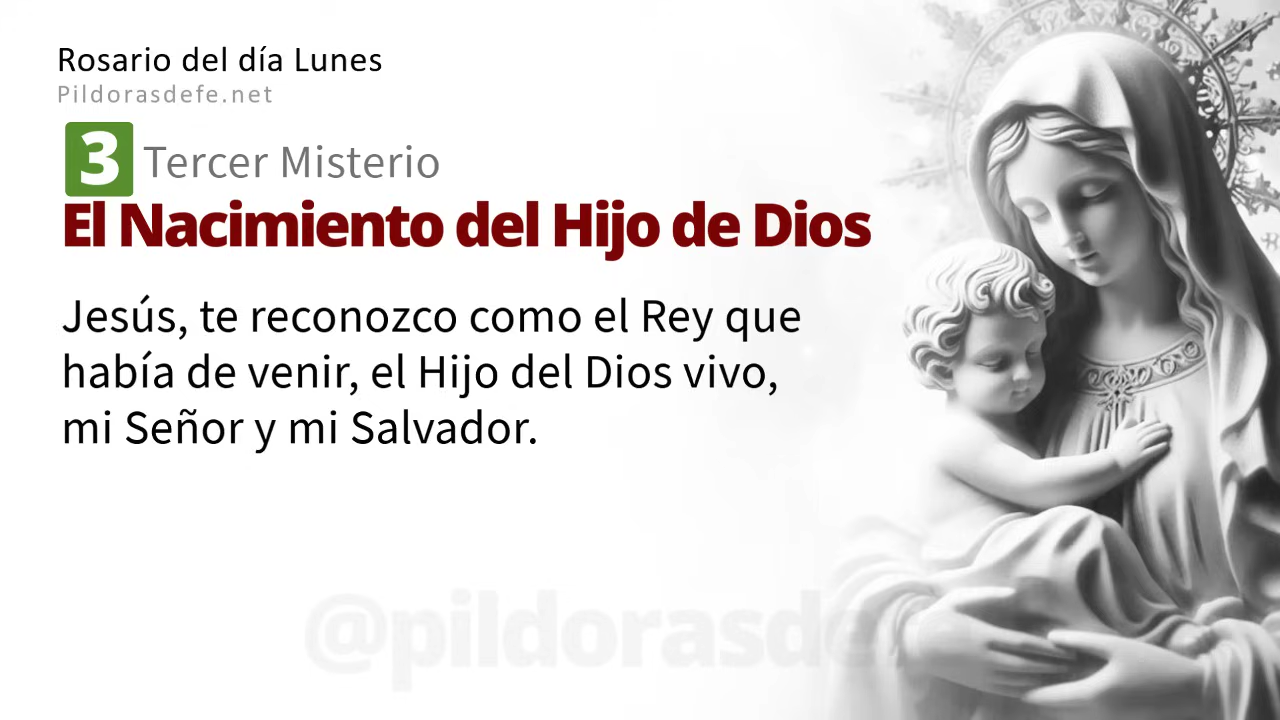 Rosario del día Lunes
Pildorasdefe.net
3 Tercer Misterio
El Nacimiento del Hijo de Dios
Jesús, te reconozco como el Rey que
había de venir, el Hijo del Dios vivo,
mi Señor y mi Salvador.
@pildorasdefe